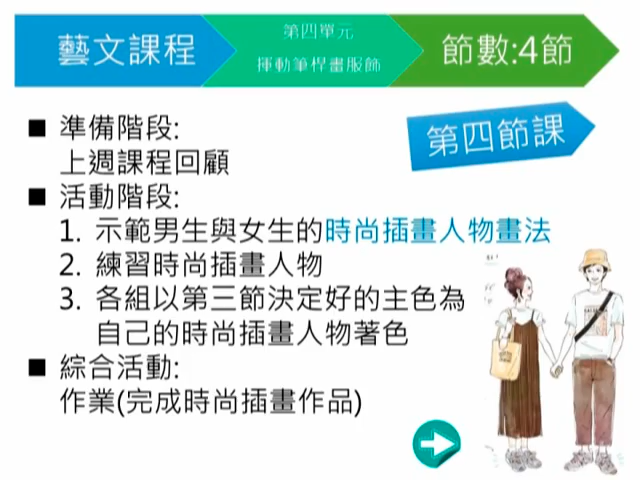 藝文課程
第四單元
揮動筆桿畫服飾
節數:4節
第四節課
■ 準備階段:
上週課程回顧
■ 活動階段:
1. 示範男生與女生的時尚插畫人物畫法
2. 練習時尚插畫人物
3. 各組以第三節決定好的主色為
自己的時尚插畫人物著色
■ 綜合活動:
作業(完成時尚插畫作品)